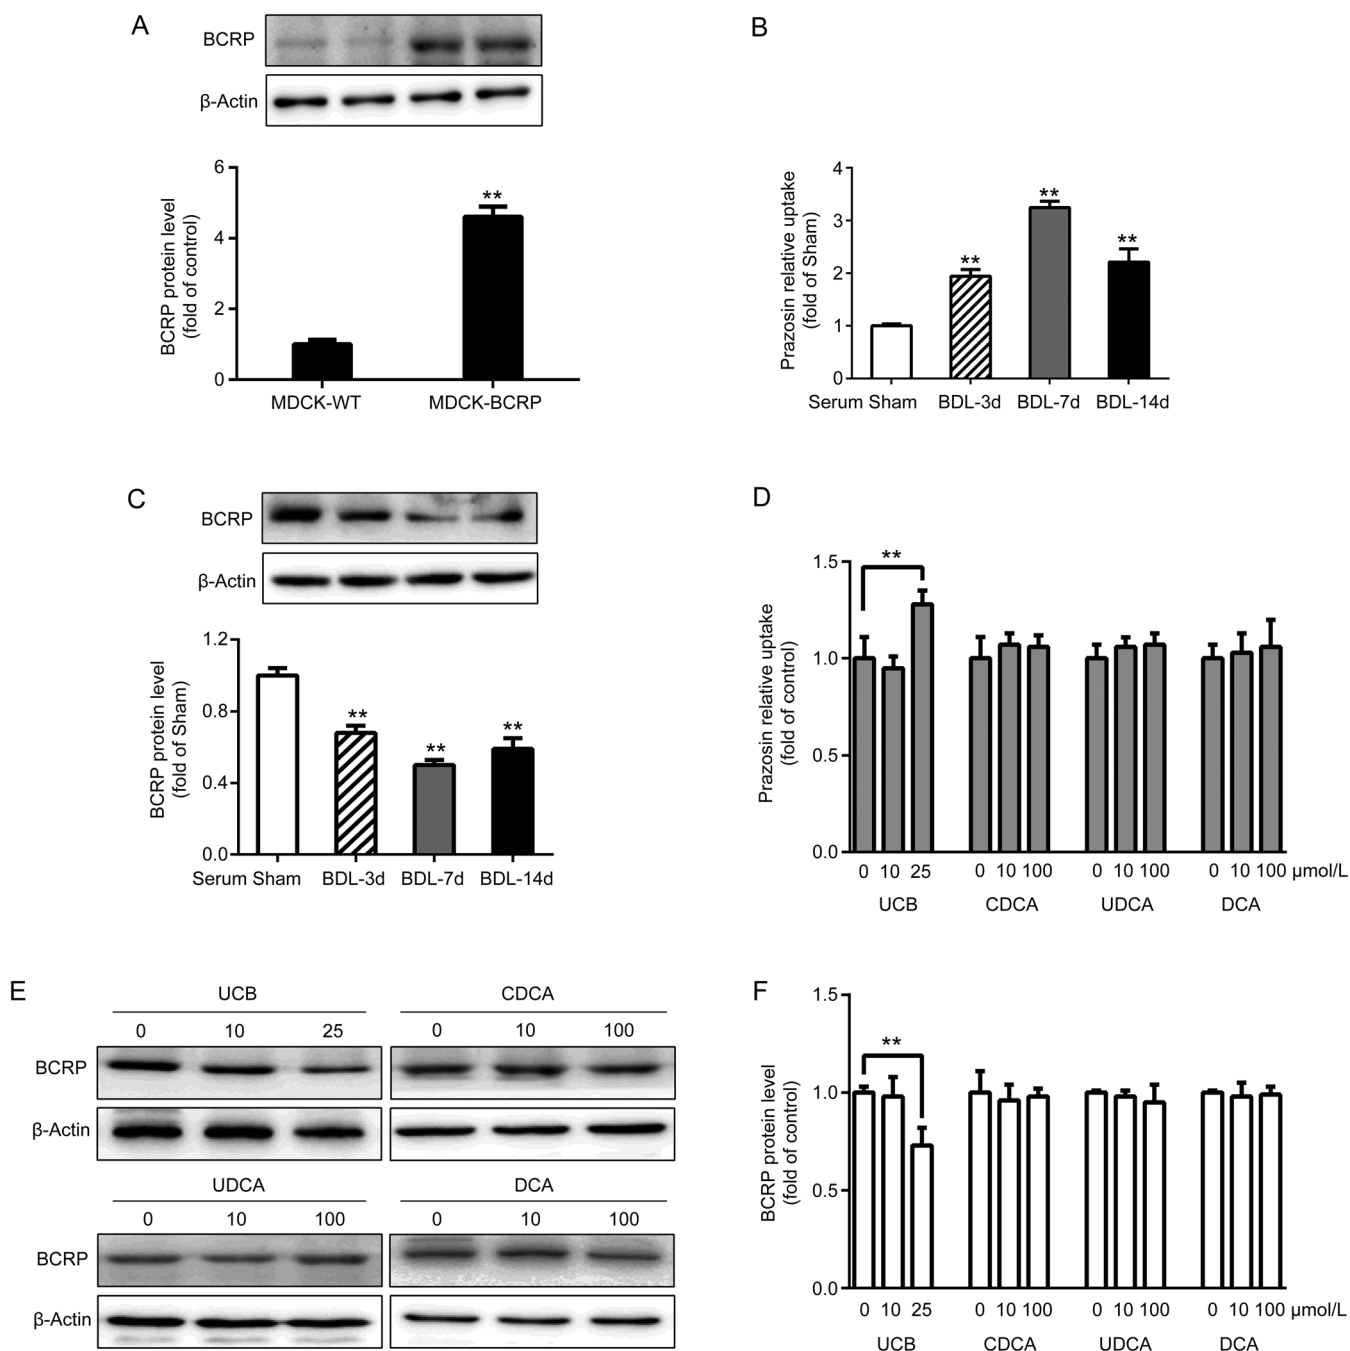 A
BCRP
β-Actin
BCRP protein level
(fold of control)
6
4
2
0
**
MDCK-WT MDCK-BCRP
B
Prazosin relative uptake
(fold of Sham)
4
3
2
1
0
** ** **
Serum Sham BDL-3d BDL-7d BDL-14d
C
BCRP
β-Actin
BCRP protein level
(fold of Sham)
1.2
0.8
0.4
0.0
** ** **
Serum Sham BDL-3d BDL-7d BDL-14d
D
Prazosin relative uptake
(fold of control)
1.5
1.0
0.5
0.0
**
0 10 25 0 10 100 0 10 100 0 10 100 μmol/L
UCB CDCA UDCA DCA
E
UCB CDCA
0 10 25 0 10 100
BCRP
β-Actin
UDCA DCA
0 10 100 0 10 100
BCRP
β-Actin
F
BCRP protein level
(fold of control)
1.5
1.0
0.5
0.0
**
0 10 25 0 10 100 0 10 100 0 10 100 μmol/L
UCB CDCA UDCA DCA